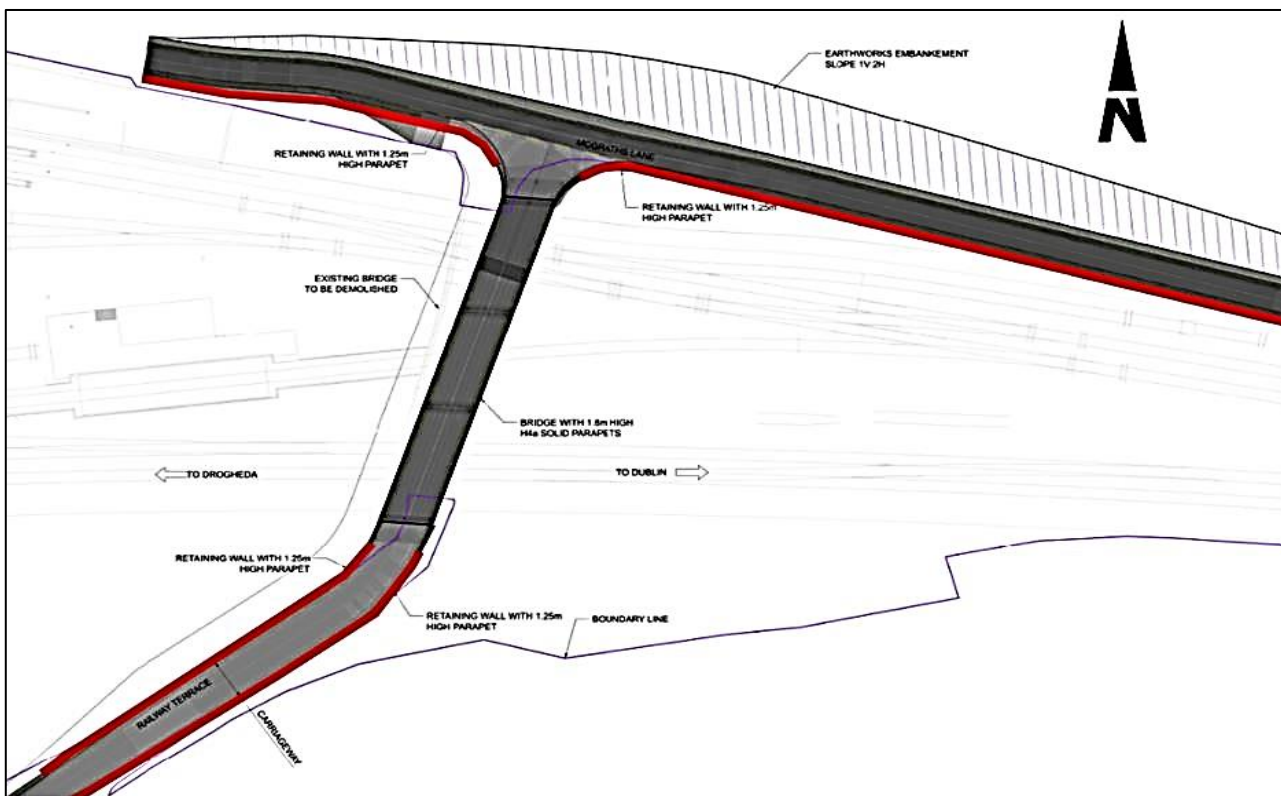 EARTHWORKS EMBANKEMENT
SLOPE 1V:2H
N
RETAINING WALL WITH 1.25m
HIGH PARAPET
MCGRATHS LANE
RETAINING WALL WITH 1.25m
HIGH PARAPET
EXISTING BRIDGE
TO BE DEMOLISHED
BRIDGE WITH 1.8m HIGH
H4a SOLID PARAPETS
TO DROGHEDA
TO DUBLIN
RETAINING WALL WITH 1.25m
HIGH PARAPET
RETAINING WALL WITH 1.25m
HIGH PARAPET
BOUNDARY LINE
RAILWAY TERRACE
CARRIAGEWAY